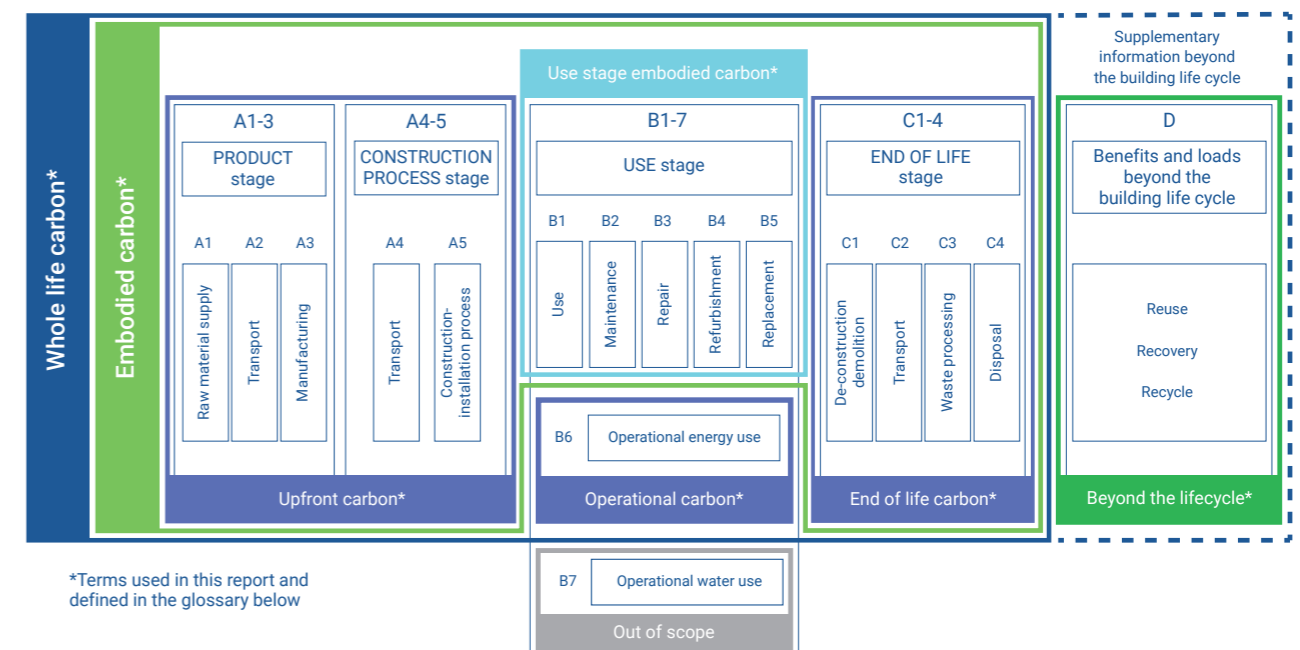 Whole life carbon*
Embodied carbon*
Use stage embodied carbon*
Supplementary
information beyond
the building life cycle
A1-3
PRODUCT
stage
A1
A2
A3
Raw material supply
Transport
Manufacturing
A4-5
CONSTRUCTION
PROCESS stage
A4
A5
Transport
Construction-
installation process
Upfront carbon*
B1-7
USE stage
B1
B2
B3
B4
B5
Use
Maintenance
Repair
Refurbishment
Replacement
B6
Operational energy use
Operational carbon*
B7
Operational water use
Out of scope
C1-4
END OF LIFE
stage
C1
C2
C3
C4
De-construction
demolition
Transport
Waste processing
Disposal
End of life carbon*
D
Benefits and loads
beyond the
building life cycle
Reuse
Recovery
Recycle
Beyond the lifecycle*
*Terms used in this report and
defined in the glossary below